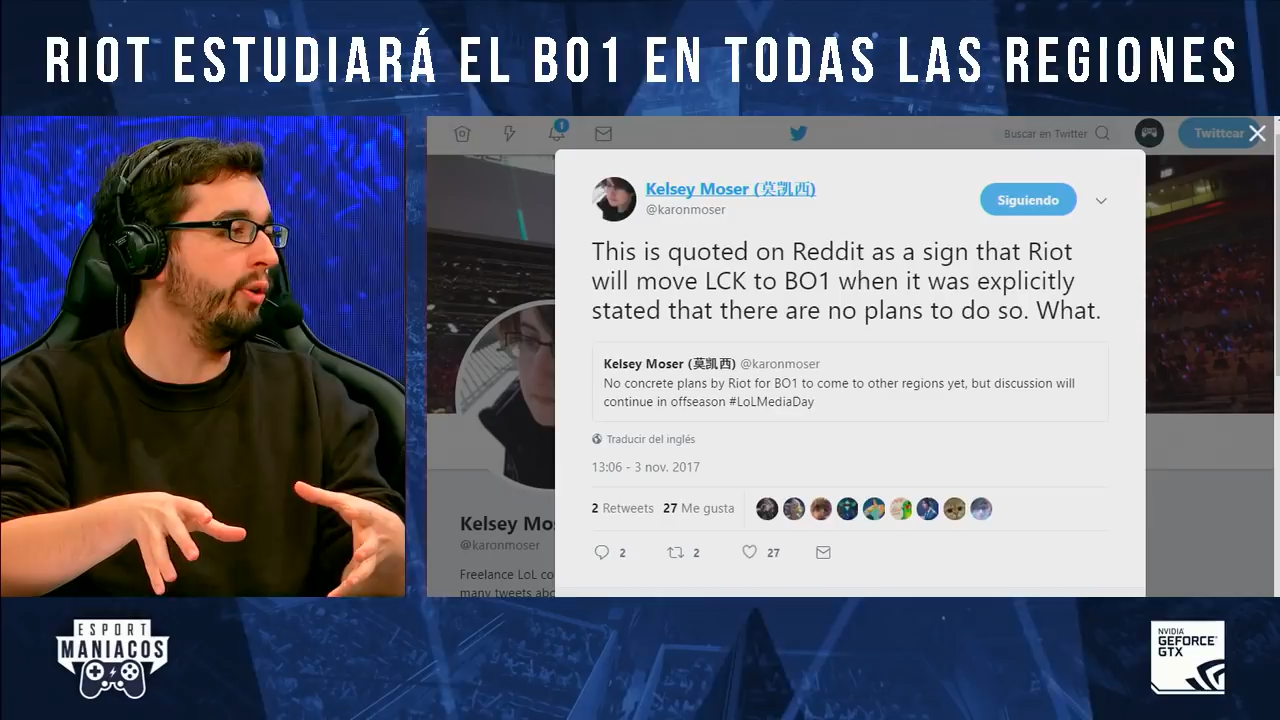 RIOT ESTUDIARÁ EL BO1 EN TODAS LAS REGIONES
1
Buscar en Twitter
Twittear
Kelsey Moser (莫凯西)
@karonmoser
Siguiendo
This is quoted on Reddit as a sign that Riot
will move LCK to BO1 when it was explicitly
stated that there are no plans to do so. What.
Kelsey Moser (莫凯西) @karonmoser
No concrete plans by Riot for BO1 to come to other regions yet, but discussion will
continue in offseason #LoLMediaDay
Traducir del inglés
13:06 - 3 nov. 2017
2 Retweets 27 Me gusta
2 2 27
Kelsey Mos
@karonmoser
Freelance LoL co
many tweets abo
ESPORT
MANIACOS
NVIDIA
GEFORCE
GTX